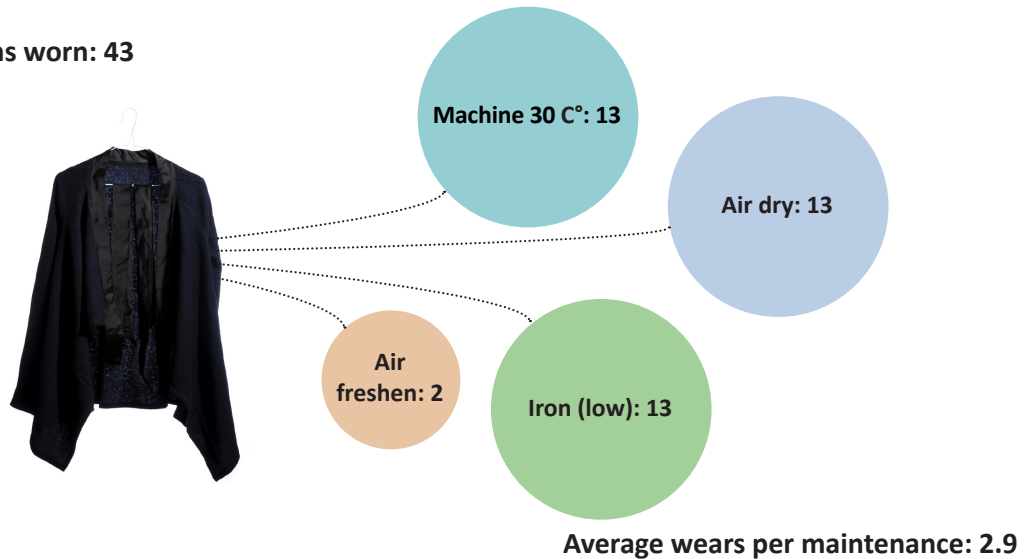 worn: 43
Machine 30 C°: 13
Air dry: 13
Air
freshen: 2
Iron (low): 13
Average wears per maintenance: 2.9